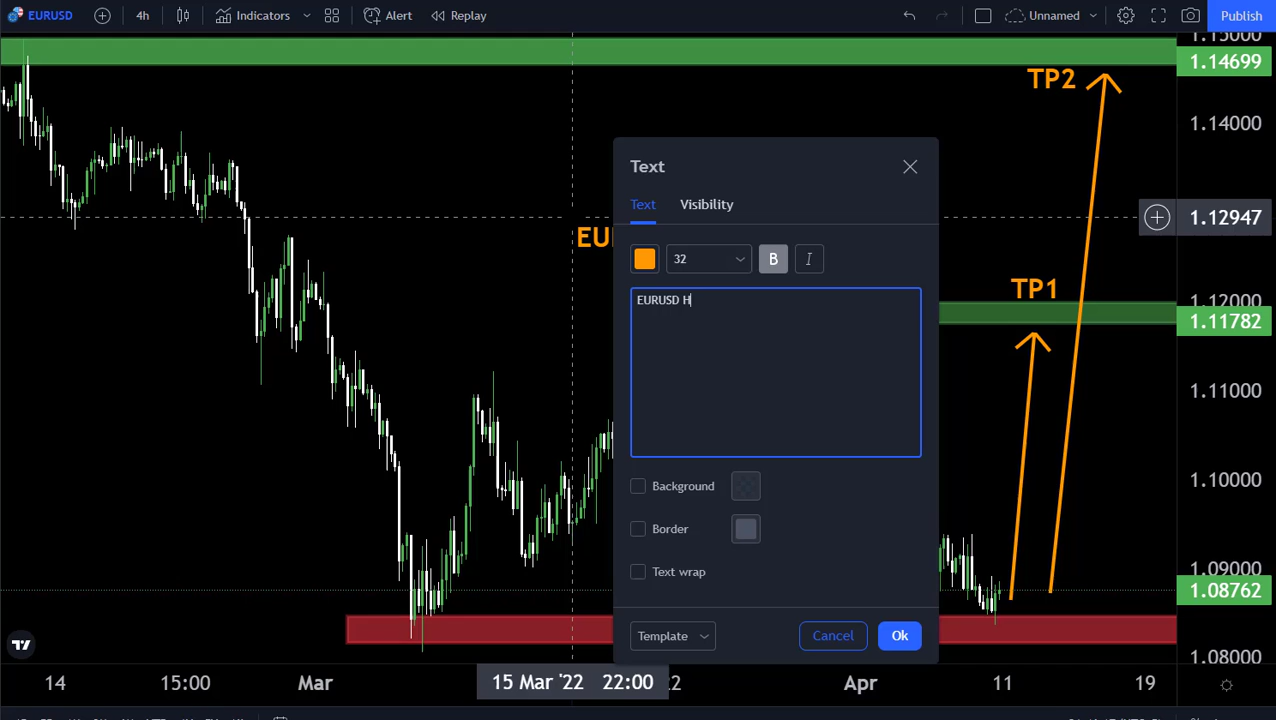 EURUSD
4h
Indicators
Alert
Replay
Unnamed
Publish
1.15000
1.14699
TP2
1.14000
Text
Text
Visibility
1.12947
EU
32
B
I
EURUSD H
TP1
1.12000
1.11782
1.11000
Background
1.10000
Border
Text wrap
1.09000
1.08762
Template
Cancel
Ok
1.08000
14
15:00
Mar
15 Mar '22 22:00
22
Apr
11
19